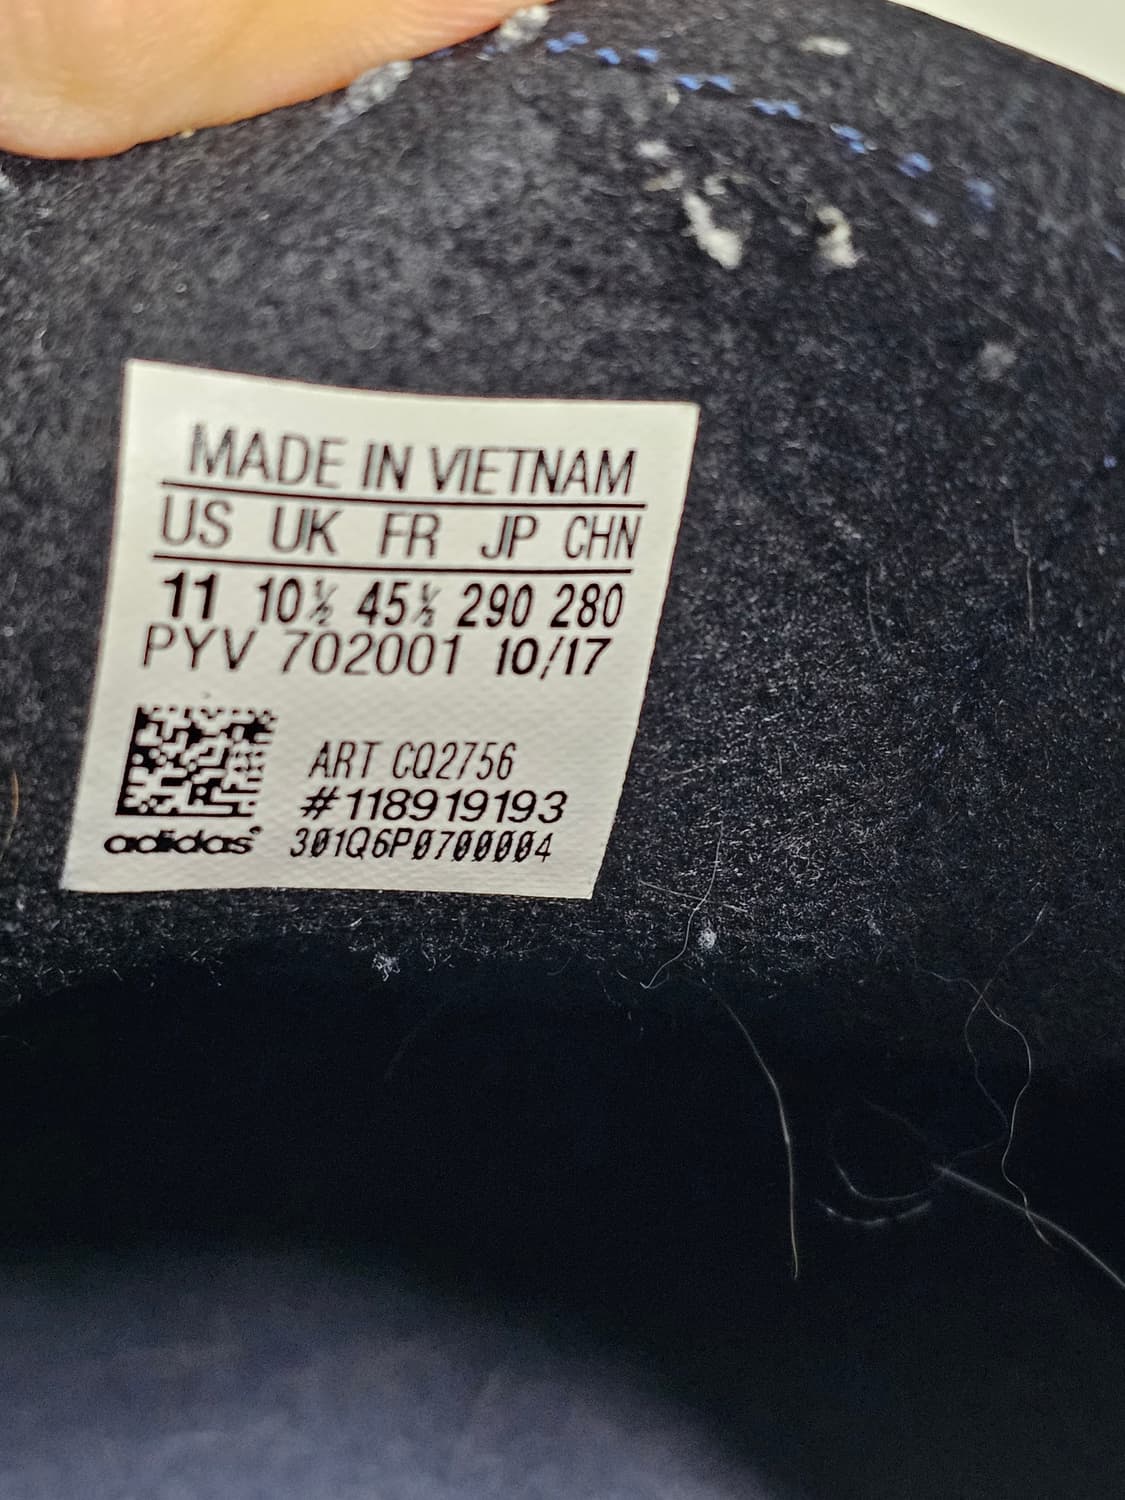 MADE IN VIETNAM
US UK FR JP CHN
11 10½ 45½ 290 280
PYV 702001 10/17
ART CQ2756
#118919193
adidas 301Q6P0700004